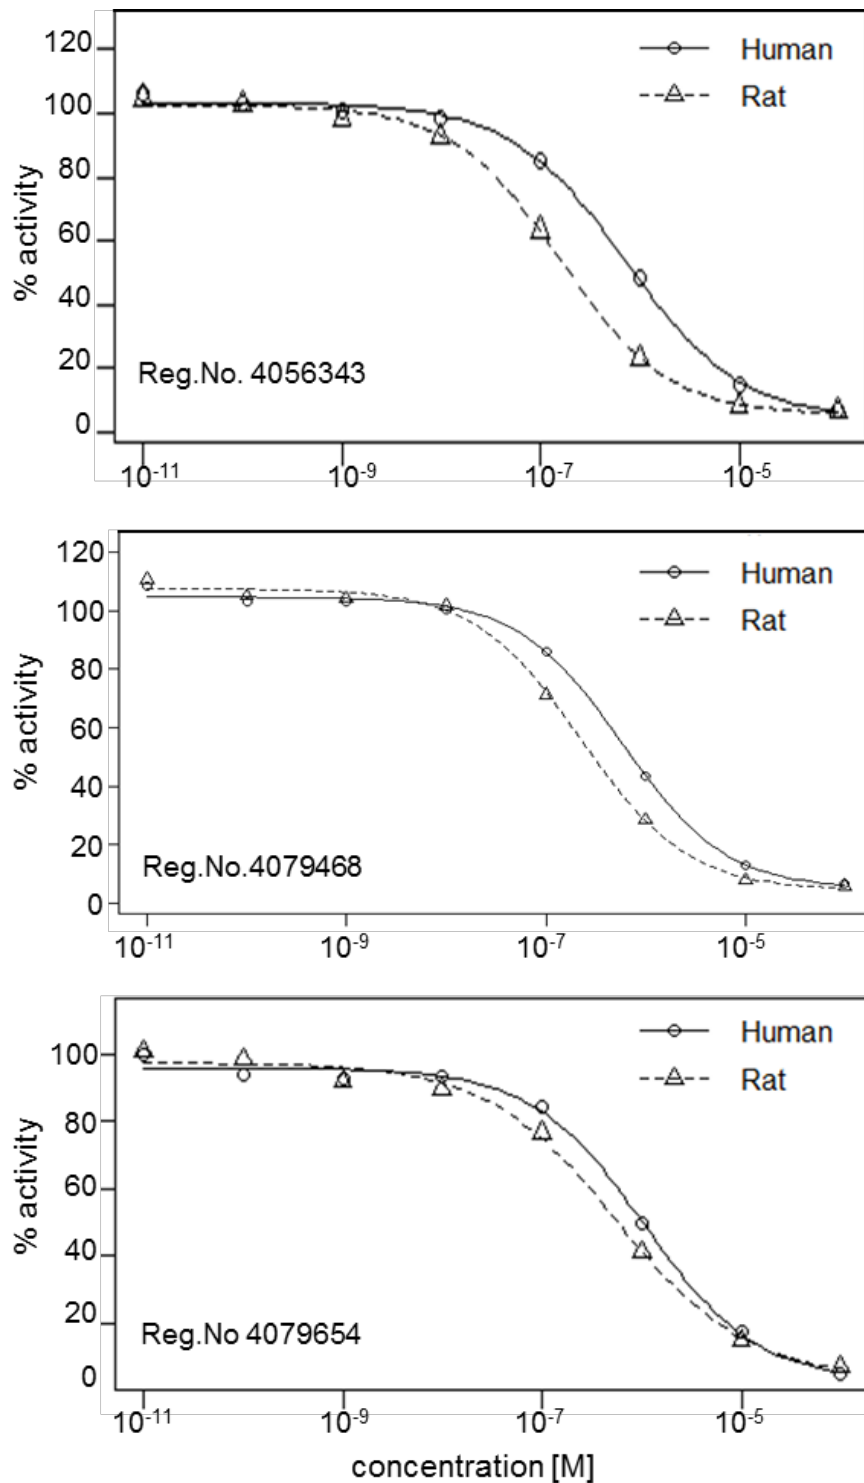 120
100
80
60
40
20
0
% activity
Human
Rat
Reg.No. 4056343
10-11
10-9
10-7
10-5
120
100
80
60
40
20
0
% activity
Human
Rat
Reg.No.4079468
10-11
10-9
10-7
10-5
100
80
60
40
20
0
% activity
Human
Rat
Reg.No 4079654
10-11
10-9
10-7
10-5
concentration [M]